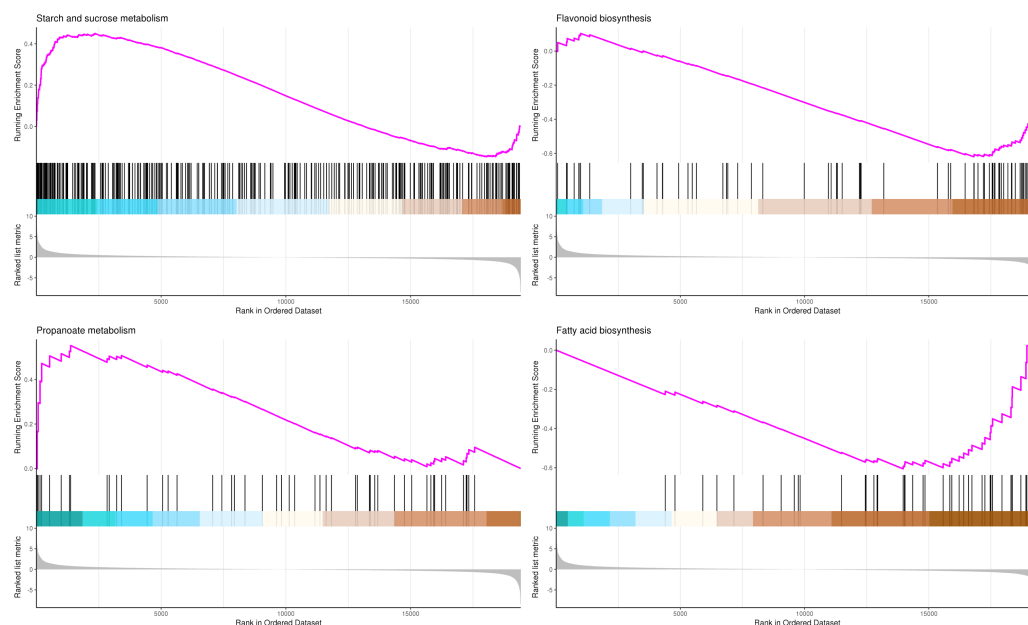 Starch and sucrose metabolism
Running Enrichment Score
0.4
0.2
0.0
Ranked list metric
10
5
0
-5
5000 10000 15000
Rank in Ordered Dataset
Flavonoid biosynthesis
Running Enrichment Score
0.0
-0.2
-0.4
-0.6
Ranked list metric
10
5
0
-5
5000 10000 15000
Rank in Ordered Dataset
Propanoate metabolism
Running Enrichment Score
0.4
0.2
0.0
Ranked list metric
10
5
0
-5
5000 10000 15000
Rank in Ordered Dataset
Fatty acid biosynthesis
Running Enrichment Score
0.0
-0.2
-0.4
-0.6
Ranked list metric
10
5
0
-5
5000 10000 15000
Rank in Ordered Dataset